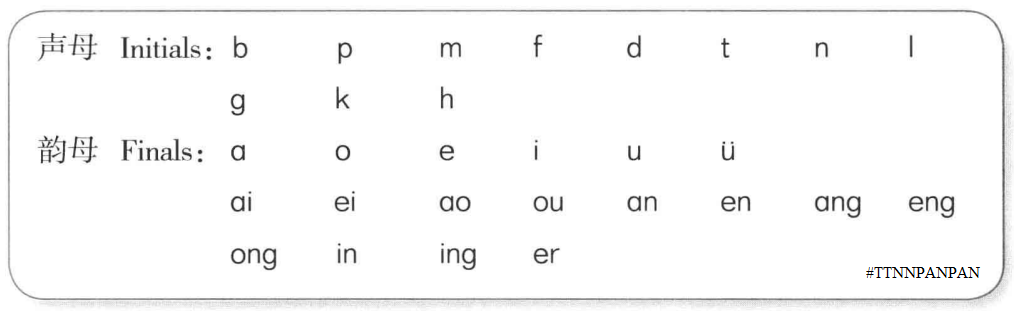 声母 Initials: b p m f d t n l
g k h
韵母 Finals: ɑ o e i u ü
ɑi ei ɑo ou ɑn en ɑng eng
ong in ing er
#TTNNPANPAN